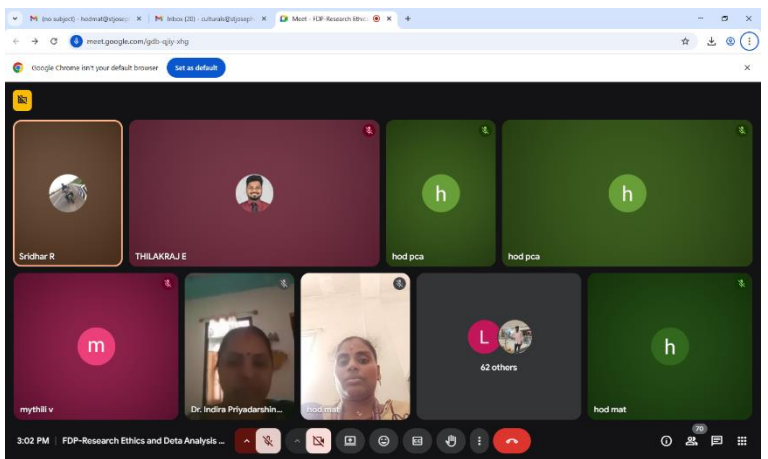 (no subject) - hodmat@stjosep
Inbox (20) - culturals@stjoseph
Meet - FDP-Research Ethic
meet.google.com/gdb-qjiy-xhg
Google Chrome isn't your default browser
Set as default
Sridhar R
THILAKRAJ E
h
hod pca
h
hod pca
m
mythili v
Dr. Indira Priyadarshin...
hod mat
L
62 others
h
hod mat
3:02 PM
FDP-Research Ethics and Deta Analysis ...
70